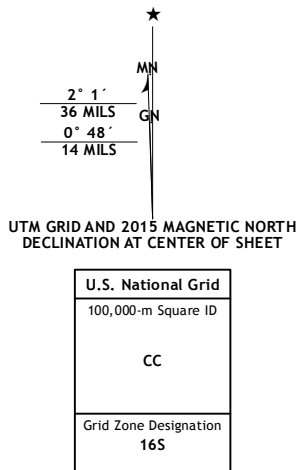 MN
2° 1´
36 MILS
GN
0° 48´
14 MILS
UTM GRID AND 2015 MAGNETIC NORTH
DECLINATION AT CENTER OF SHEET
U.S. National Grid
100,000-m Square ID
CC
Grid Zone Designation
16S